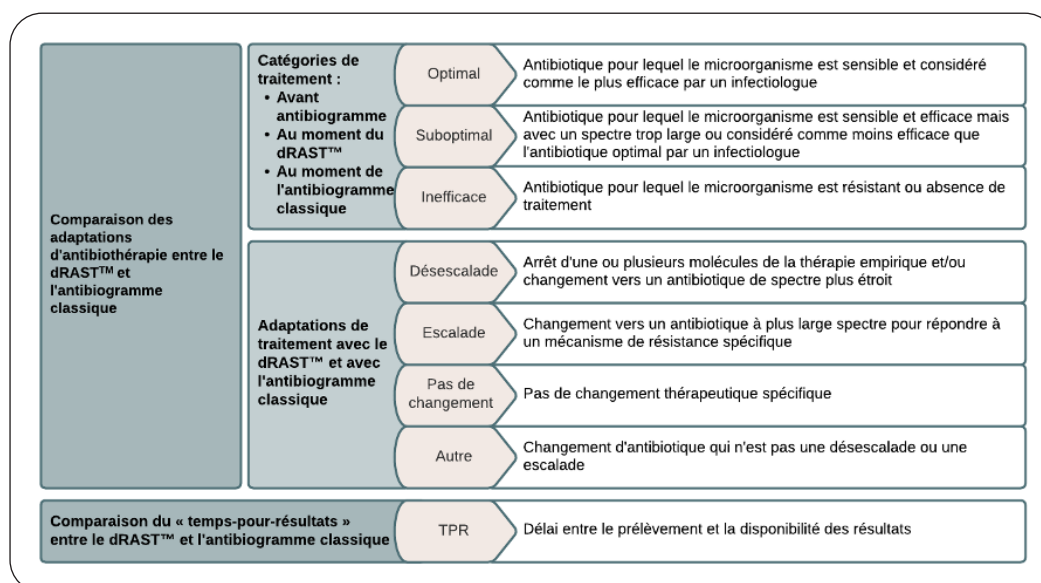 Comparaison des
adaptations
d'antibiothérapie entre le
dRAST™ et
l'antibiogramme
classique
Catégories de
traitement :
• Avant
antibiogramme
• Au moment du
dRAST™
• Au moment de
l'antibiogramme
classique
Optimal
Antibiotique pour lequel le microorganisme est sensible et considéré
comme le plus efficace par un infectiologue
Suboptimal
Antibiotique pour lequel le microorganisme est sensible et efficace mais
avec un spectre trop large ou considéré comme moins efficace que
l'antibiotique optimal par un infectiologue
Inefficace
Antibiotique pour lequel le microorganisme est résistant ou absence de
traitement
Adaptations de
traitement avec le
dRAST™ et avec
l'antibiogramme
classique
Désescalade
Arrêt d'une ou plusieurs molécules de la thérapie empirique et/ou
changement vers un antibiotique de spectre plus étroit
Escalade
Changement vers un antibiotique à plus large spectre pour répondre à
un mécanisme de résistance spécifique
Pas de
changement
Pas de changement thérapeutique spécifique
Autre
Changement d'antibiotique qui n'est pas une désescalade ou une
escalade
Comparaison du « temps-pour-résultats »
entre le dRAST™ et l'antibiogramme classique
TPR
Délai entre le prélèvement et la disponibilité des résultats